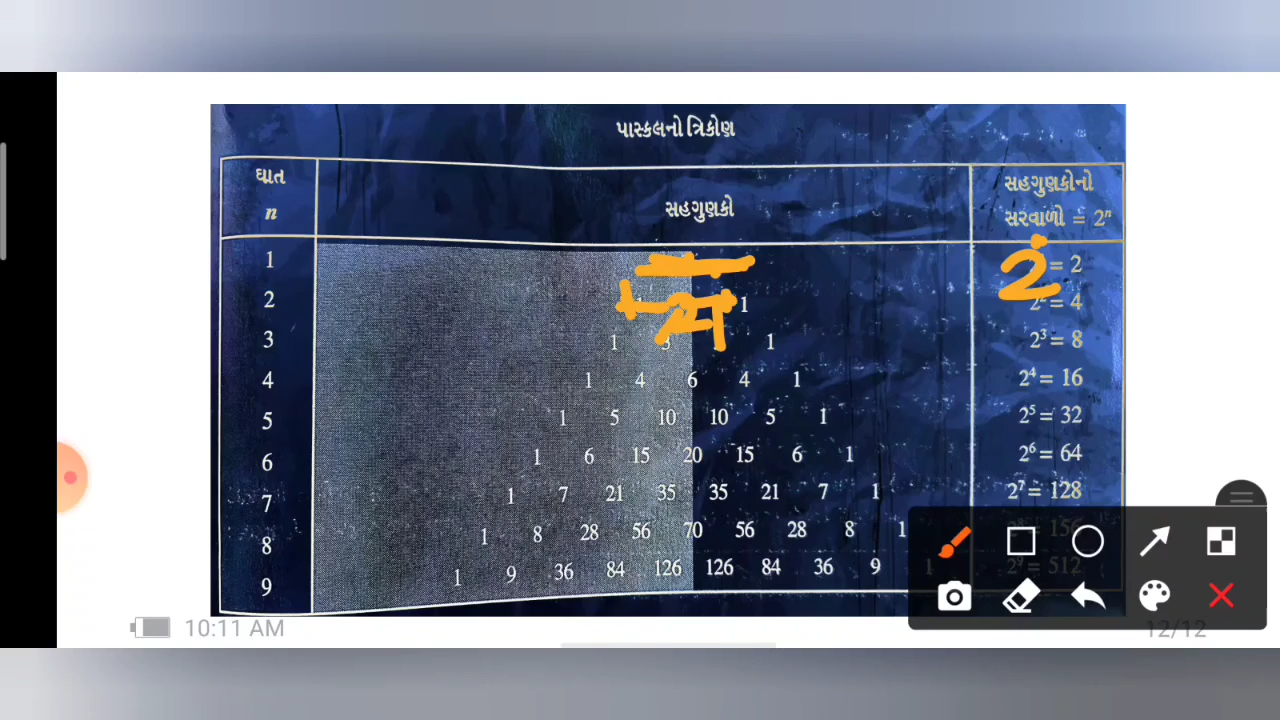 પાસ્કલનો ત્રિકોણ
ઘાત
n
સહગુણકો
સહગુણકોનો
સરવાળો = 2ⁿ
1 2 = 2
2 1 2² = 4
3 1 3 1 2³ = 8
4 1 4 6 4 1 2⁴ = 16
5 1 5 10 10 5 1 2⁵ = 32
6 1 6 15 20 15 6 1 2⁶ = 64
7 1 7 21 35 35 21 7 1 2⁷ = 128
8 1 8 28 56 70 56 28 8 1 2⁸ = 156
9 1 9 36 84 126 126 84 36 9 1 2⁹ = 512
10:11 AM 12/12